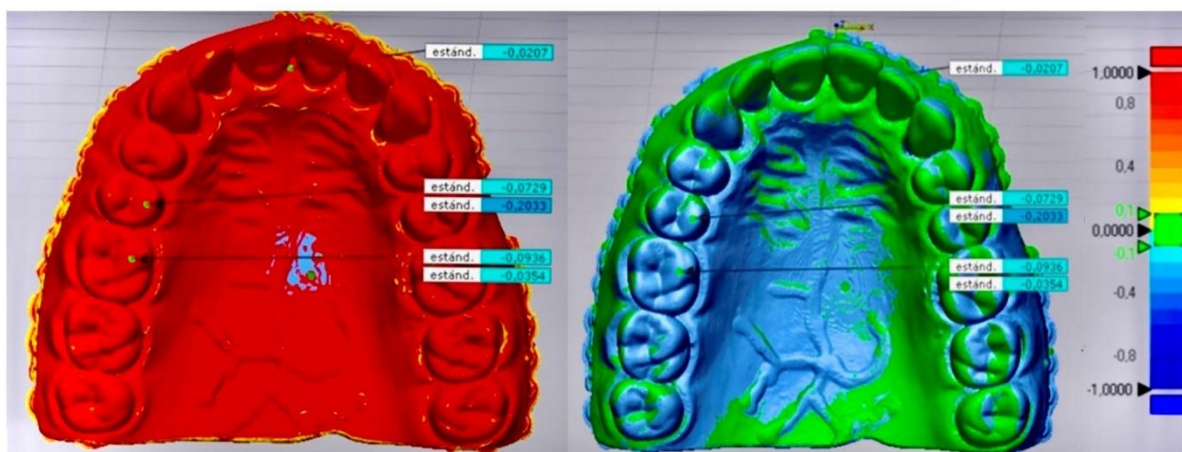 estánd. -0,0207
estánd. -0,0729
estánd. -0,2033
estánd. -0,0936
estánd. -0,0354
estánd. -0,0207
estánd. -0,0729
estánd. -0,2033
estánd. -0,0936
estánd. -0,0354
1,0000
0,8
0,4
0,1
0,0000
-0,1
-0,4
-0,8
-1,0000